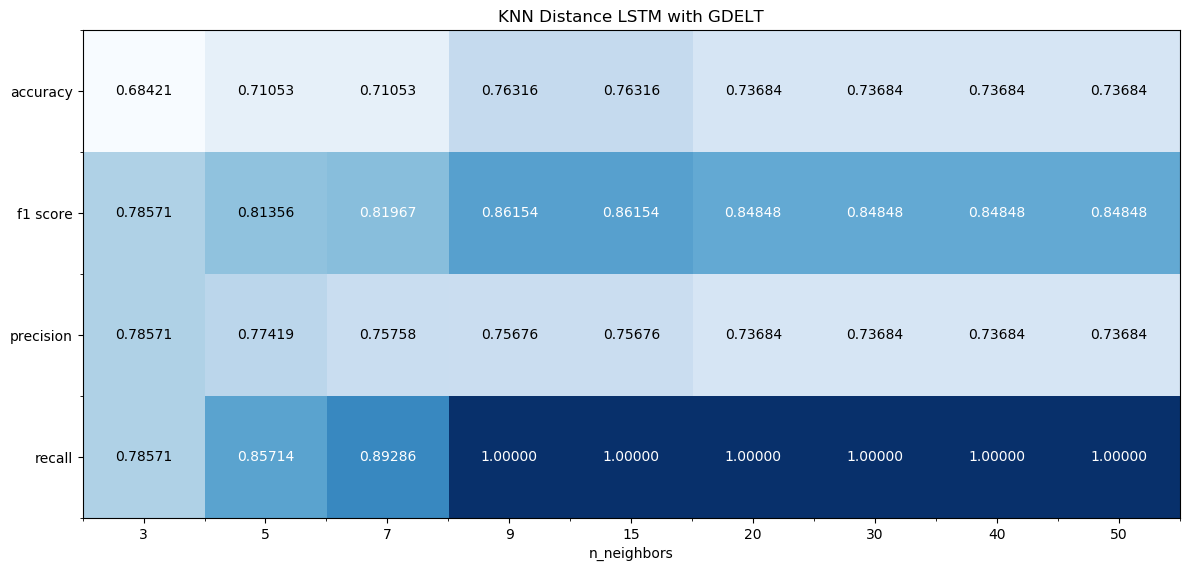 KNN Distance LSTM with GDELT
accuracy 0.68421 0.71053 0.71053 0.76316 0.76316 0.73684 0.73684 0.73684 0.73684
f1 score 0.78571 0.81356 0.81967 0.86154 0.86154 0.84848 0.84848 0.84848 0.84848
precision 0.78571 0.77419 0.75758 0.75676 0.75676 0.73684 0.73684 0.73684 0.73684
recall 0.78571 0.85714 0.89286 1.00000 1.00000 1.00000 1.00000 1.00000 1.00000
3 5 7 9 15 20 30 40 50
n_neighbors